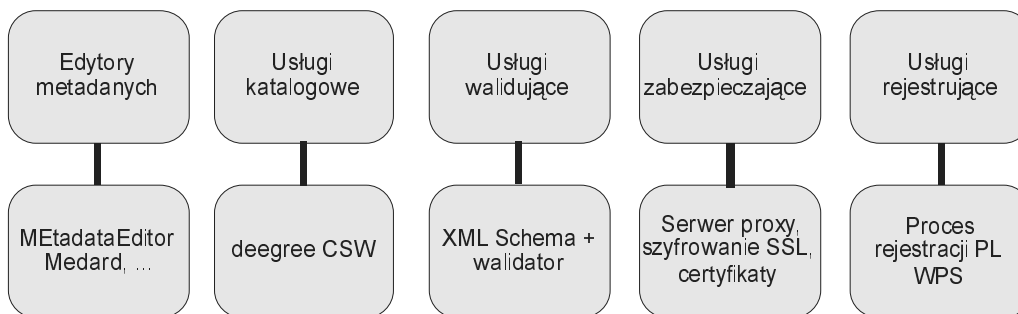 Edytory
metadanych
Usługi
katalogowe
Usługi
walidujące
Usługi
zabezpieczające
Usługi
rejestrujące
MEtadataEditor
Medard, ...
deegree CSW
XML Schema +
walidator
Serwer proxy,
szyfrowanie SSL,
certyfikaty
Proces
rejestracji PL
WPS